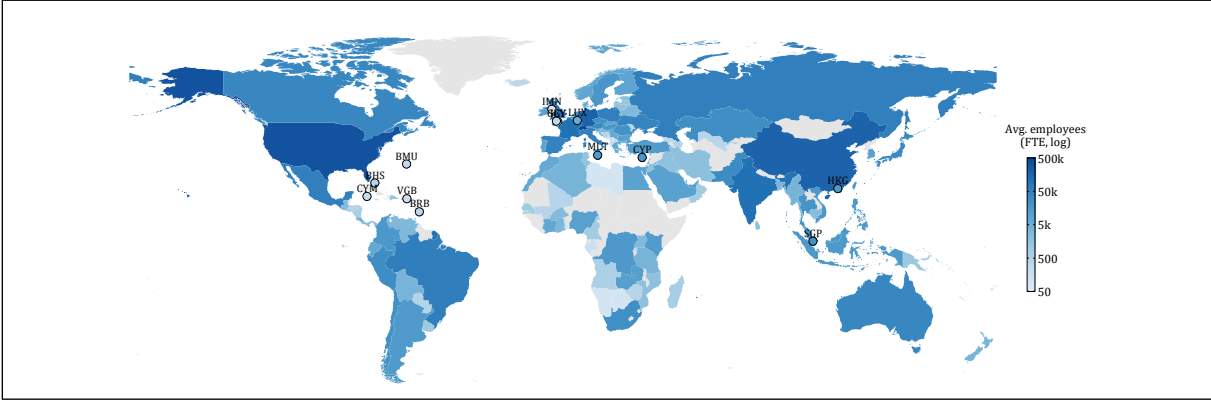 IMN
LUX
MLT
CYP
BMU
BHS
CYM
VGB
BRB
HKG
SGP
Avg. employees
(FTE, log)
500k
50k
5k
500
50